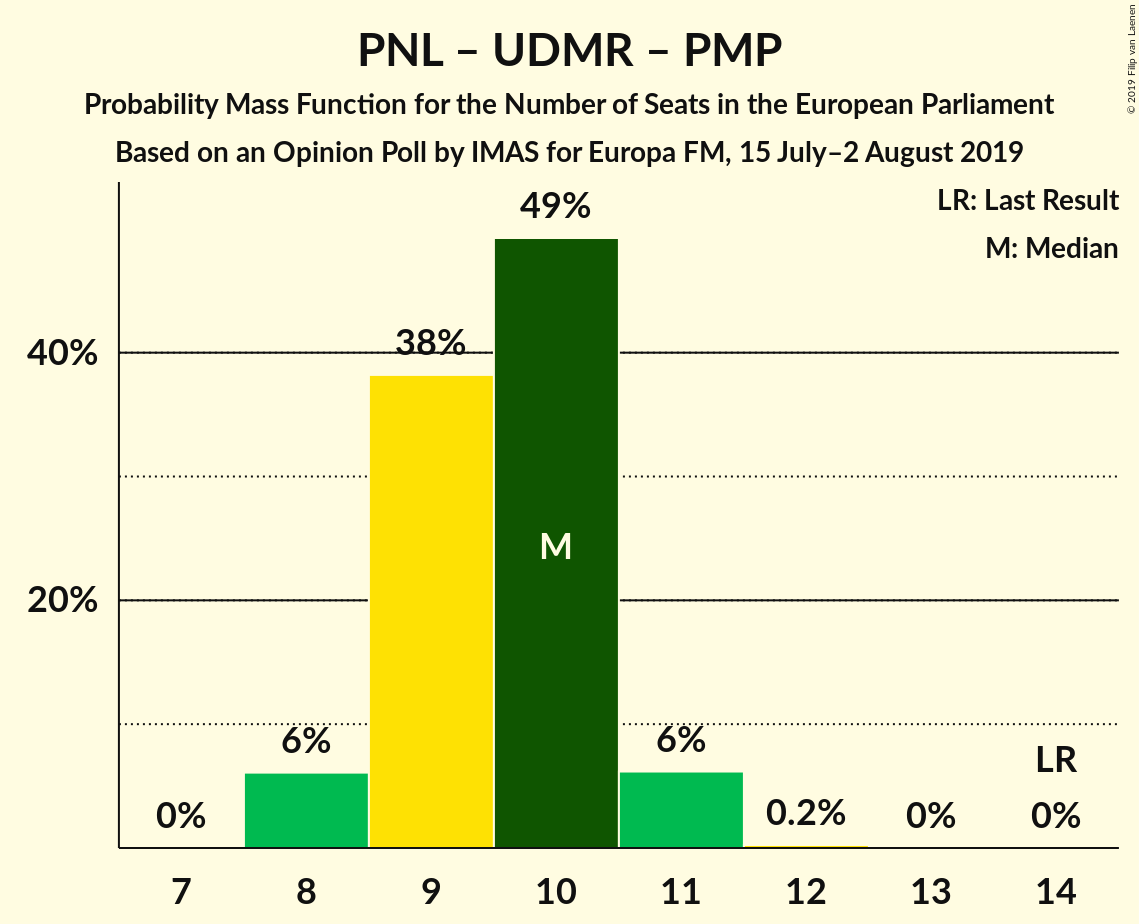 PNL – UDMR – PMP
Probability Mass Function for the Number of Seats in the European Parliament
Based on an Opinion Poll by IMAS for Europa FM, 15 July–2 August 2019
© 2019 Filip van Laenen
LR: Last Result
M: Median
49%
38%
40%
M
20%
6%
6%
LR
0%
0.2%
0%
0%
7
8
9
10
11
12
13
14